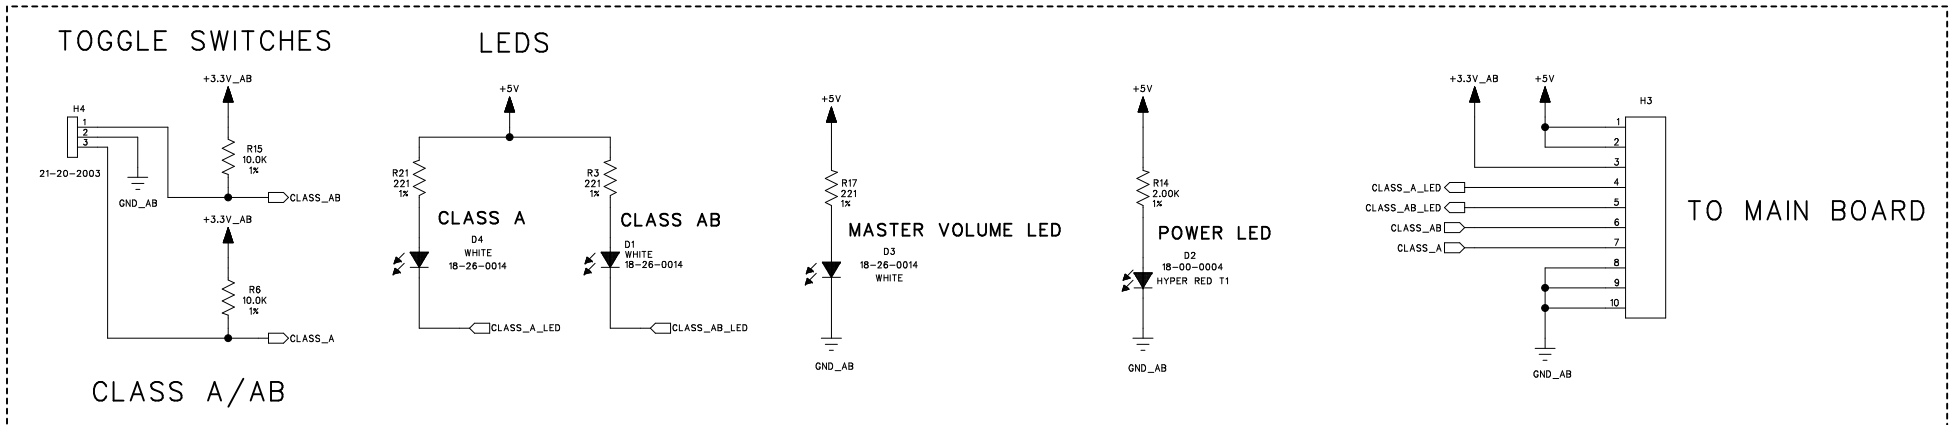 TOGGLE SWITCHES
+3.3V_AB
H4
1
2
3
21-20-2003
GND_AB
R15
10.0K
1%
CLASS_AB
+3.3V_AB
R6
10.0K
1%
CLASS_A
CLASS A/AB
LEDS
+5V
R21
221
1%
CLASS A
D4
WHITE
18-26-0014
CLASS_A_LED
R3
221
1%
CLASS AB
D1
WHITE
18-26-0014
CLASS_AB_LED
+5V
R17
221
1%
MASTER VOLUME LED
D3
18-26-0014
WHITE
GND_AB
+5V
R14
2.00K
1%
POWER LED
D2
18-00-0004
HYPER RED T1
GND_AB
+3.3V_AB
+5V
H3
1
2
3
CLASS_A_LED 4
CLASS_AB_LED 5
CLASS_AB 6
CLASS_A 7
8
9
10
GND_AB
TO MAIN BOARD